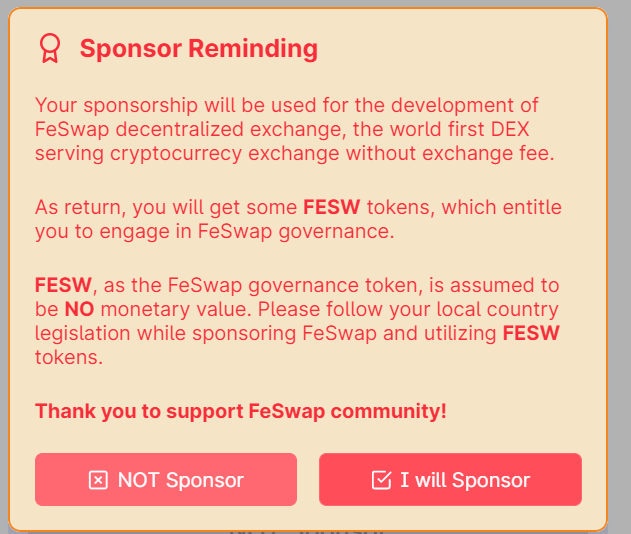 Sponsor Reminding
Your sponsorship will be used for the development of
FeSwap decentralized exchange, the world first DEX
serving cryptocurrecy exchange without exchange fee.
As return, you will get some FESW tokens, which entitle
you to engage in FeSwap governance.
FESW, as the FeSwap governance token, is assumed to
be NO monetary value. Please follow your local country
legislation while sponsoring FeSwap and utilizing FESW
tokens.
Thank you to support FeSwap community!
NOT Sponsor
I will Sponsor